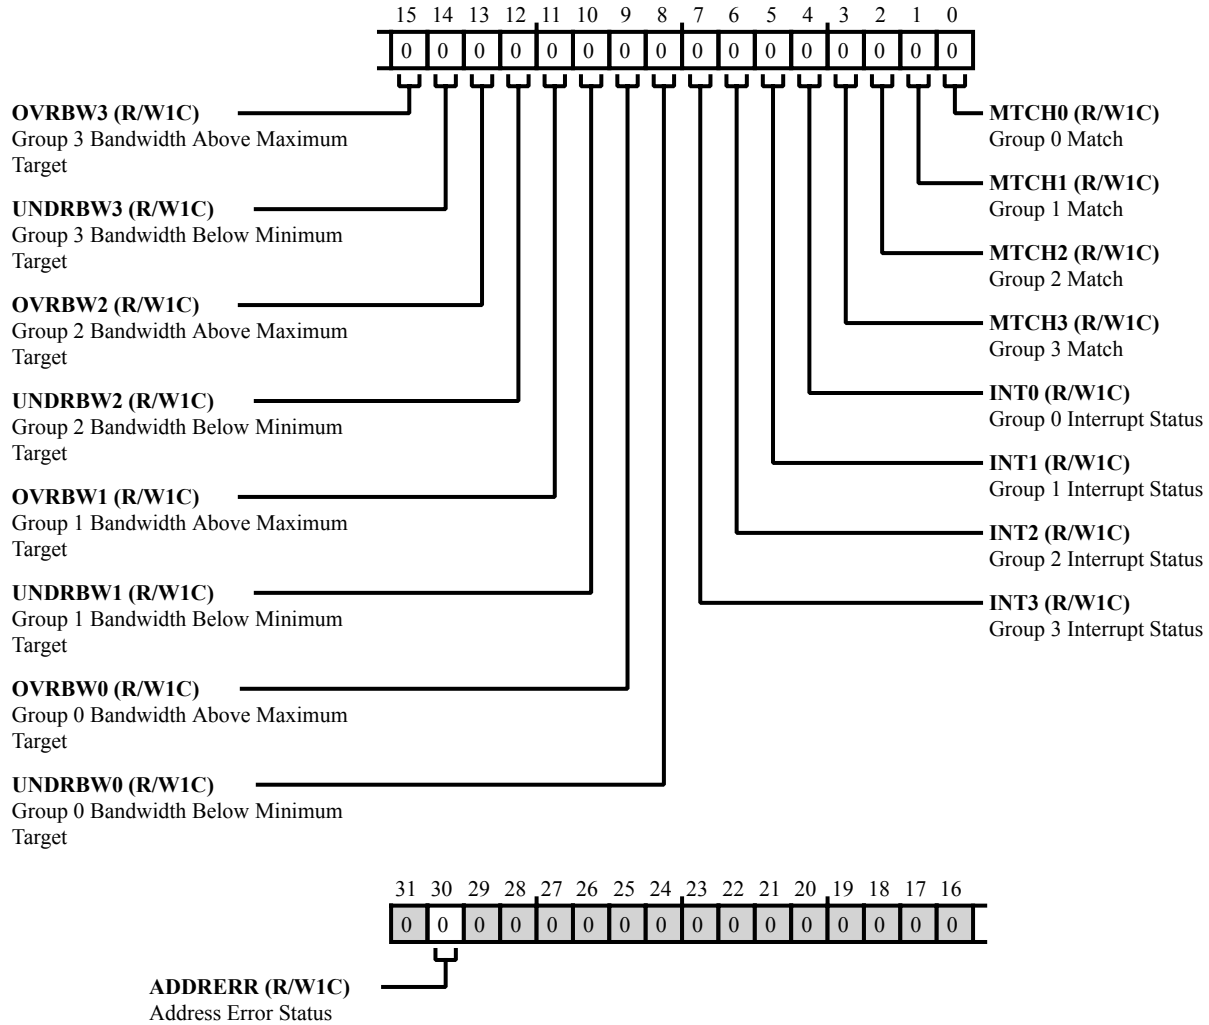 15 14 13 12 11 10 9 8 7 6 5 4 3 2 1 0
0 0 0 0 0 0 0 0 0 0 0 0 0 0 0 0
OVRBW3 (R/W1C)
Group 3 Bandwidth Above Maximum
Target
UNDRBW3 (R/W1C)
Group 3 Bandwidth Below Minimum
Target
OVRBW2 (R/W1C)
Group 2 Bandwidth Above Maximum
Target
UNDRBW2 (R/W1C)
Group 2 Bandwidth Below Minimum
Target
OVRBW1 (R/W1C)
Group 1 Bandwidth Above Maximum
Target
UNDRBW1 (R/W1C)
Group 1 Bandwidth Below Minimum
Target
OVRBW0 (R/W1C)
Group 0 Bandwidth Above Maximum
Target
UNDRBW0 (R/W1C)
Group 0 Bandwidth Below Minimum
Target
MTCH0 (R/W1C)
Group 0 Match
MTCH1 (R/W1C)
Group 1 Match
MTCH2 (R/W1C)
Group 2 Match
MTCH3 (R/W1C)
Group 3 Match
INT0 (R/W1C)
Group 0 Interrupt Status
INT1 (R/W1C)
Group 1 Interrupt Status
INT2 (R/W1C)
Group 2 Interrupt Status
INT3 (R/W1C)
Group 3 Interrupt Status
31 30 29 28 27 26 25 24 23 22 21 20 19 18 17 16
0 0 0 0 0 0 0 0 0 0 0 0 0 0 0 0
ADDRERR (R/W1C)
Address Error Status